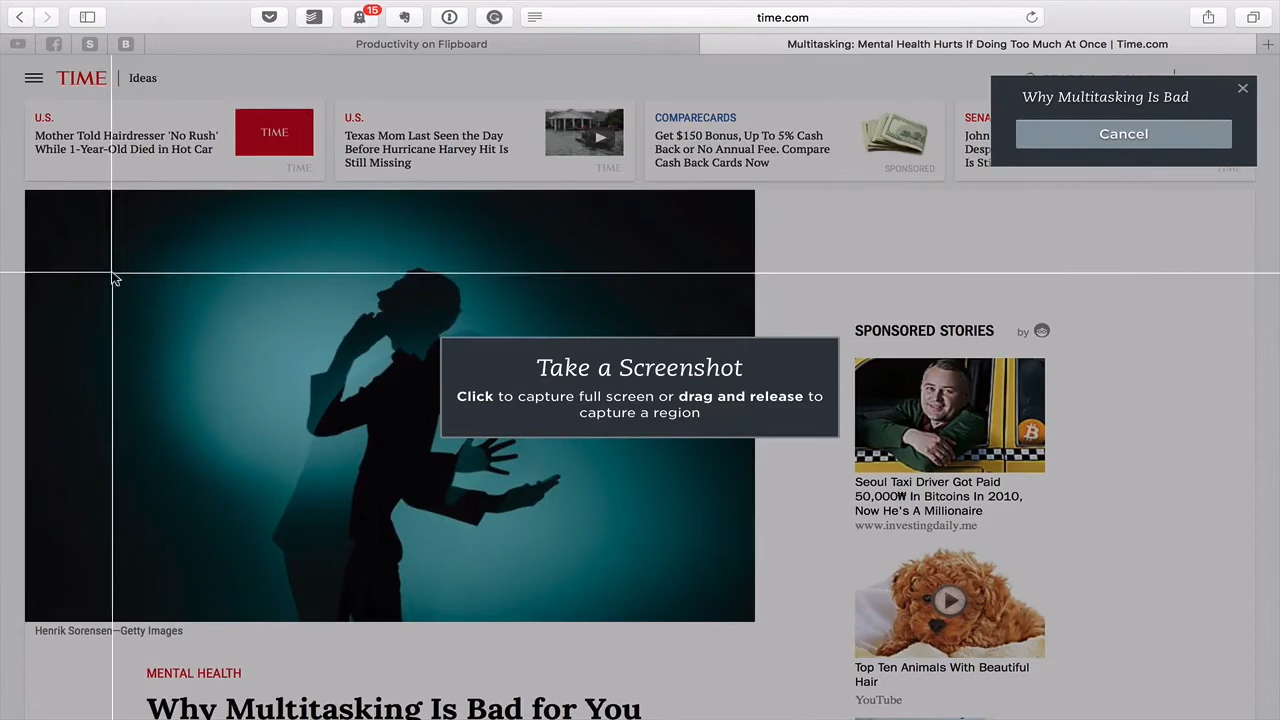 15
time.com
S
B
Productivity on Flipboard
Multitasking: Mental Health Hurts If Doing Too Much At Once | Time.com
TIME
Ideas
U.S.
Mother Told Hairdresser 'No Rush'
While 1-Year-Old Died in Hot Car
TIME
TIME
U.S.
Texas Mom Last Seen the Day
Before Hurricane Harvey Hit Is
Still Missing
TIME
COMPARECARDS
Get $150 Bonus, Up To 5% Cash
Back or No Annual Fee. Compare
Cash Back Cards Now
SPONSORED
John
Why Multitasking Is Bad
Cancel
Take a Screenshot
Click to capture full screen or drag and release to
capture a region
SPONSORED STORIES
by
Seoul Taxi Driver Got Paid
50,000₩ In Bitcoins In 2010,
Now He's A Millionaire
www.investingdaily.me
Top Ten Animals With Beautiful
Hair
YouTube
Henrik Sorensen—Getty Images
MENTAL HEALTH
Why Multitasking Is Bad for You